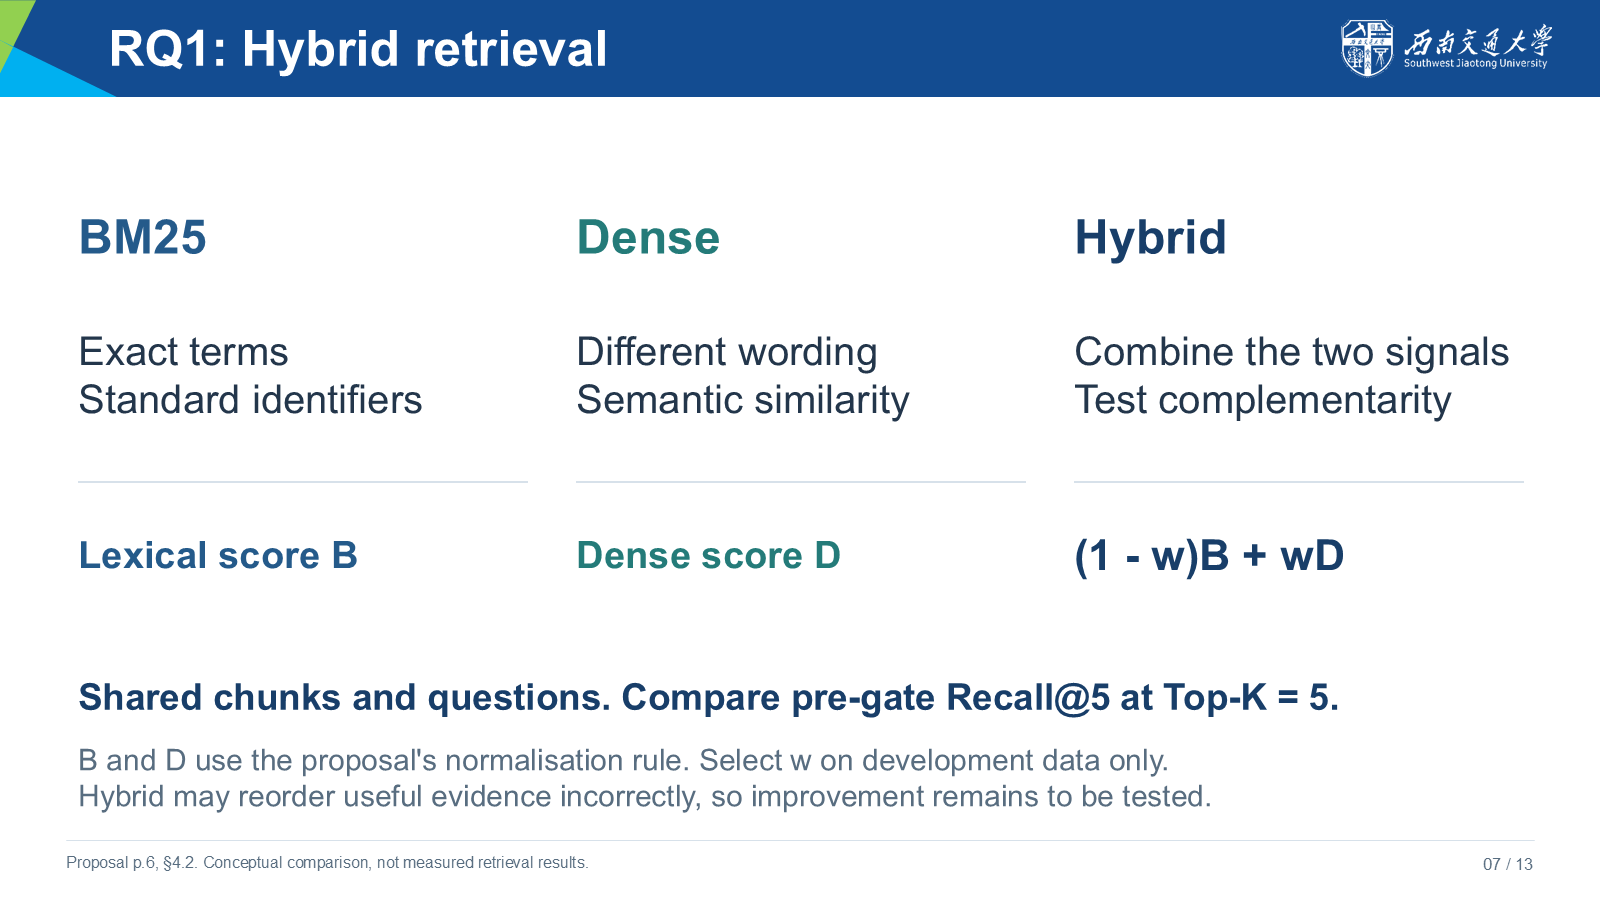 RQ1: Hybrid retrieval
西南交通大学
Southwest Jiaotong University
BM25
Exact terms
Standard identifiers
Lexical score B
Dense
Different wording
Semantic similarity
Dense score D
Hybrid
Combine the two signals
Test complementarity
(1 - w)B + wD
Shared chunks and questions. Compare pre-gate Recall@5 at Top-K = 5.
B and D use the proposal's normalisation rule. Select w on development data only.
Hybrid may reorder useful evidence incorrectly, so improvement remains to be tested.
Proposal p.6, §4.2. Conceptual comparison, not measured retrieval results.
07 / 13